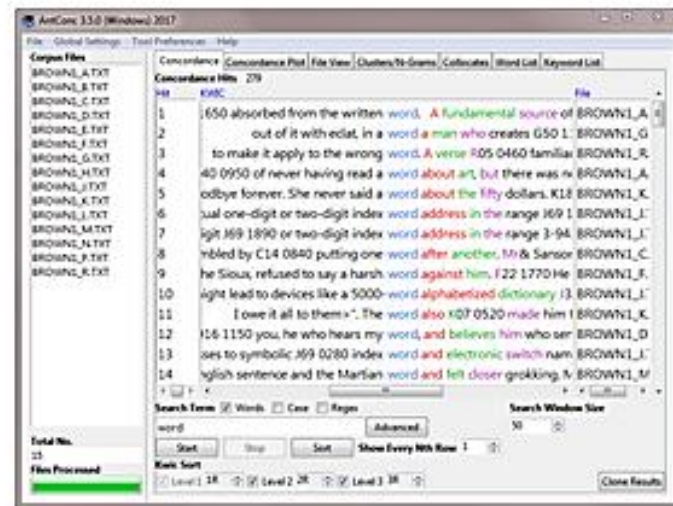 AntConc 3.5.0 (Windows) 2017
File Global Settings Tool Preferences Help
Corpus Files
BROWN1_A.TXT
BROWN1_B.TXT
BROWN1_C.TXT
BROWN1_D.TXT
BROWN1_E.TXT
BROWN1_F.TXT
BROWN1_G.TXT
BROWN1_H.TXT
BROWN1_J.TXT
BROWN1_K.TXT
BROWN1_L.TXT
BROWN1_M.TXT
BROWN1_N.TXT
BROWN1_P.TXT
BROWN1_R.TXT
Total No.
15
Files Processed
Concordance Concordance Plot File View Clusters/N-Grams Collocates Word List Keyword List
Concordance Hits 279
Hit KWIC File
1 .650 absorbed from the written word. A fundamental source of BROWN1_A
2 out of it with eclat, in a word a man who creates G50 1: BROWN1_G
3 to make it apply to the wrong word. A verse R05 0460 familiar BROWN1_R
4 40 0950 of never having read a word about art, but there was no BROWN1_A
5 odbye forever. She never said a word about the fifty dollars. K18 BROWN1_K
6 ual one-digit or two-digit index word address in the range J69 1 BROWN1_J
7 igit J69 1890 or two-digit index word address in the range 3-94 BROWN1_J
8 mbled by C14 0840 putting one word after another. Mr& Sanson BROWN1_C
9 he Sioux, refused to say a harsh word against him. F22 1770 He BROWN1_F
10 ight lead to devices like a 5000- word alphabetized dictionary J3 BROWN1_J
11 I owe it all to them>". The word also K07 0520 made him BROWN1_K
12 16 1150 you, he who hears my word, and believes him who sen BROWN1_D
13 ses to symbolic J69 0280 index word and electronic switch nam BROWN1_J
14 nglish sentence and the Martian word and felt closer grokking. M BROWN1_M
Search Term Words Case Regex Search Window Size
word Advanced 50
Start Stop Sort Show Every Nth Row 1
Kwic Sort
Level 1 1R Level 2 2R Level 3 3R Clone Results